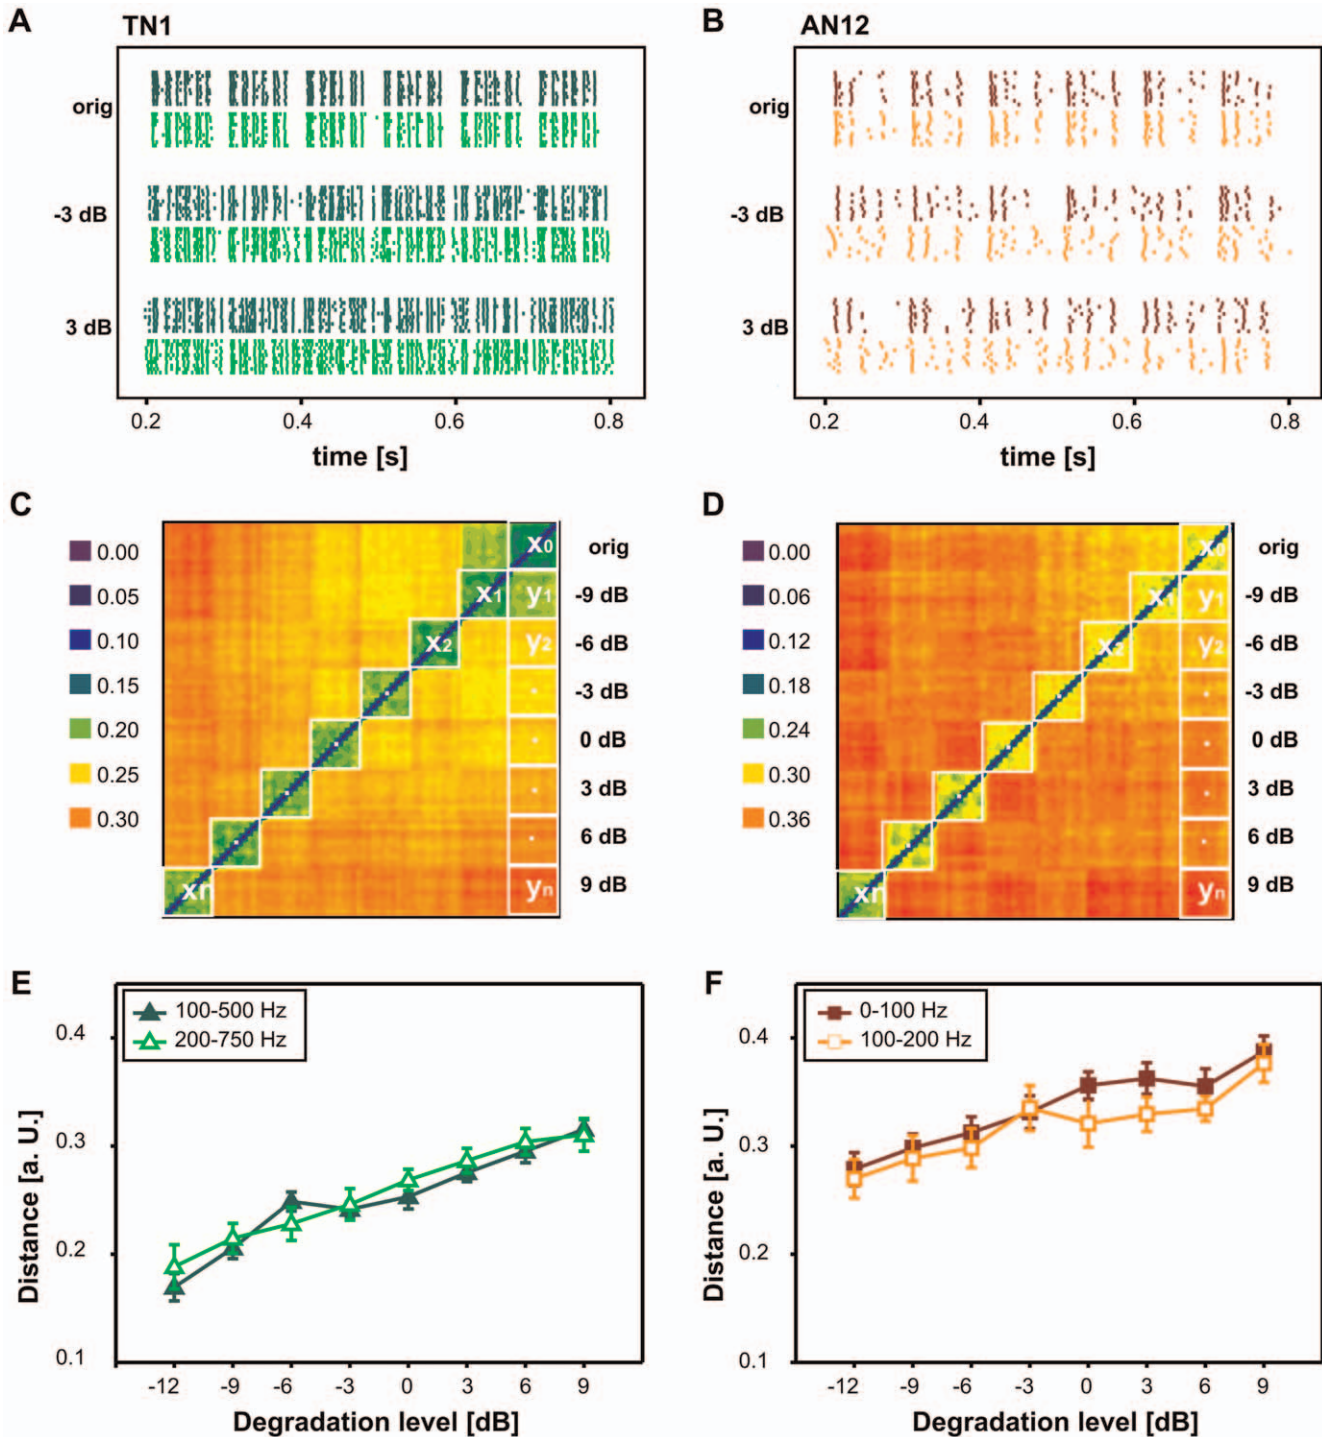 A TN1
orig
-3 dB
3 dB
0.2 0.4 0.6 0.8
time [s]
B AN12
orig
-3 dB
3 dB
0.2 0.4 0.6 0.8
time [s]
C
0.00
0.05
0.10
0.15
0.20
0.25
0.30
x0
x1 y1
x2 y2
xn yn
orig
-9 dB
-6 dB
-3 dB
0 dB
3 dB
6 dB
9 dB
D
0.00
0.06
0.12
0.18
0.24
0.30
0.36
x0
x1 y1
x2 y2
xn yn
orig
-9 dB
-6 dB
-3 dB
0 dB
3 dB
6 dB
9 dB
E
100-500 Hz
200-750 Hz
Distance [a. U.]
0.4
0.3
0.2
0.1
-12 -9 -6 -3 0 3 6 9
Degradation level [dB]
F
0-100 Hz
100-200 Hz
Distance [a. U.]
0.4
0.3
0.2
0.1
-12 -9 -6 -3 0 3 6 9
Degradation level [dB]